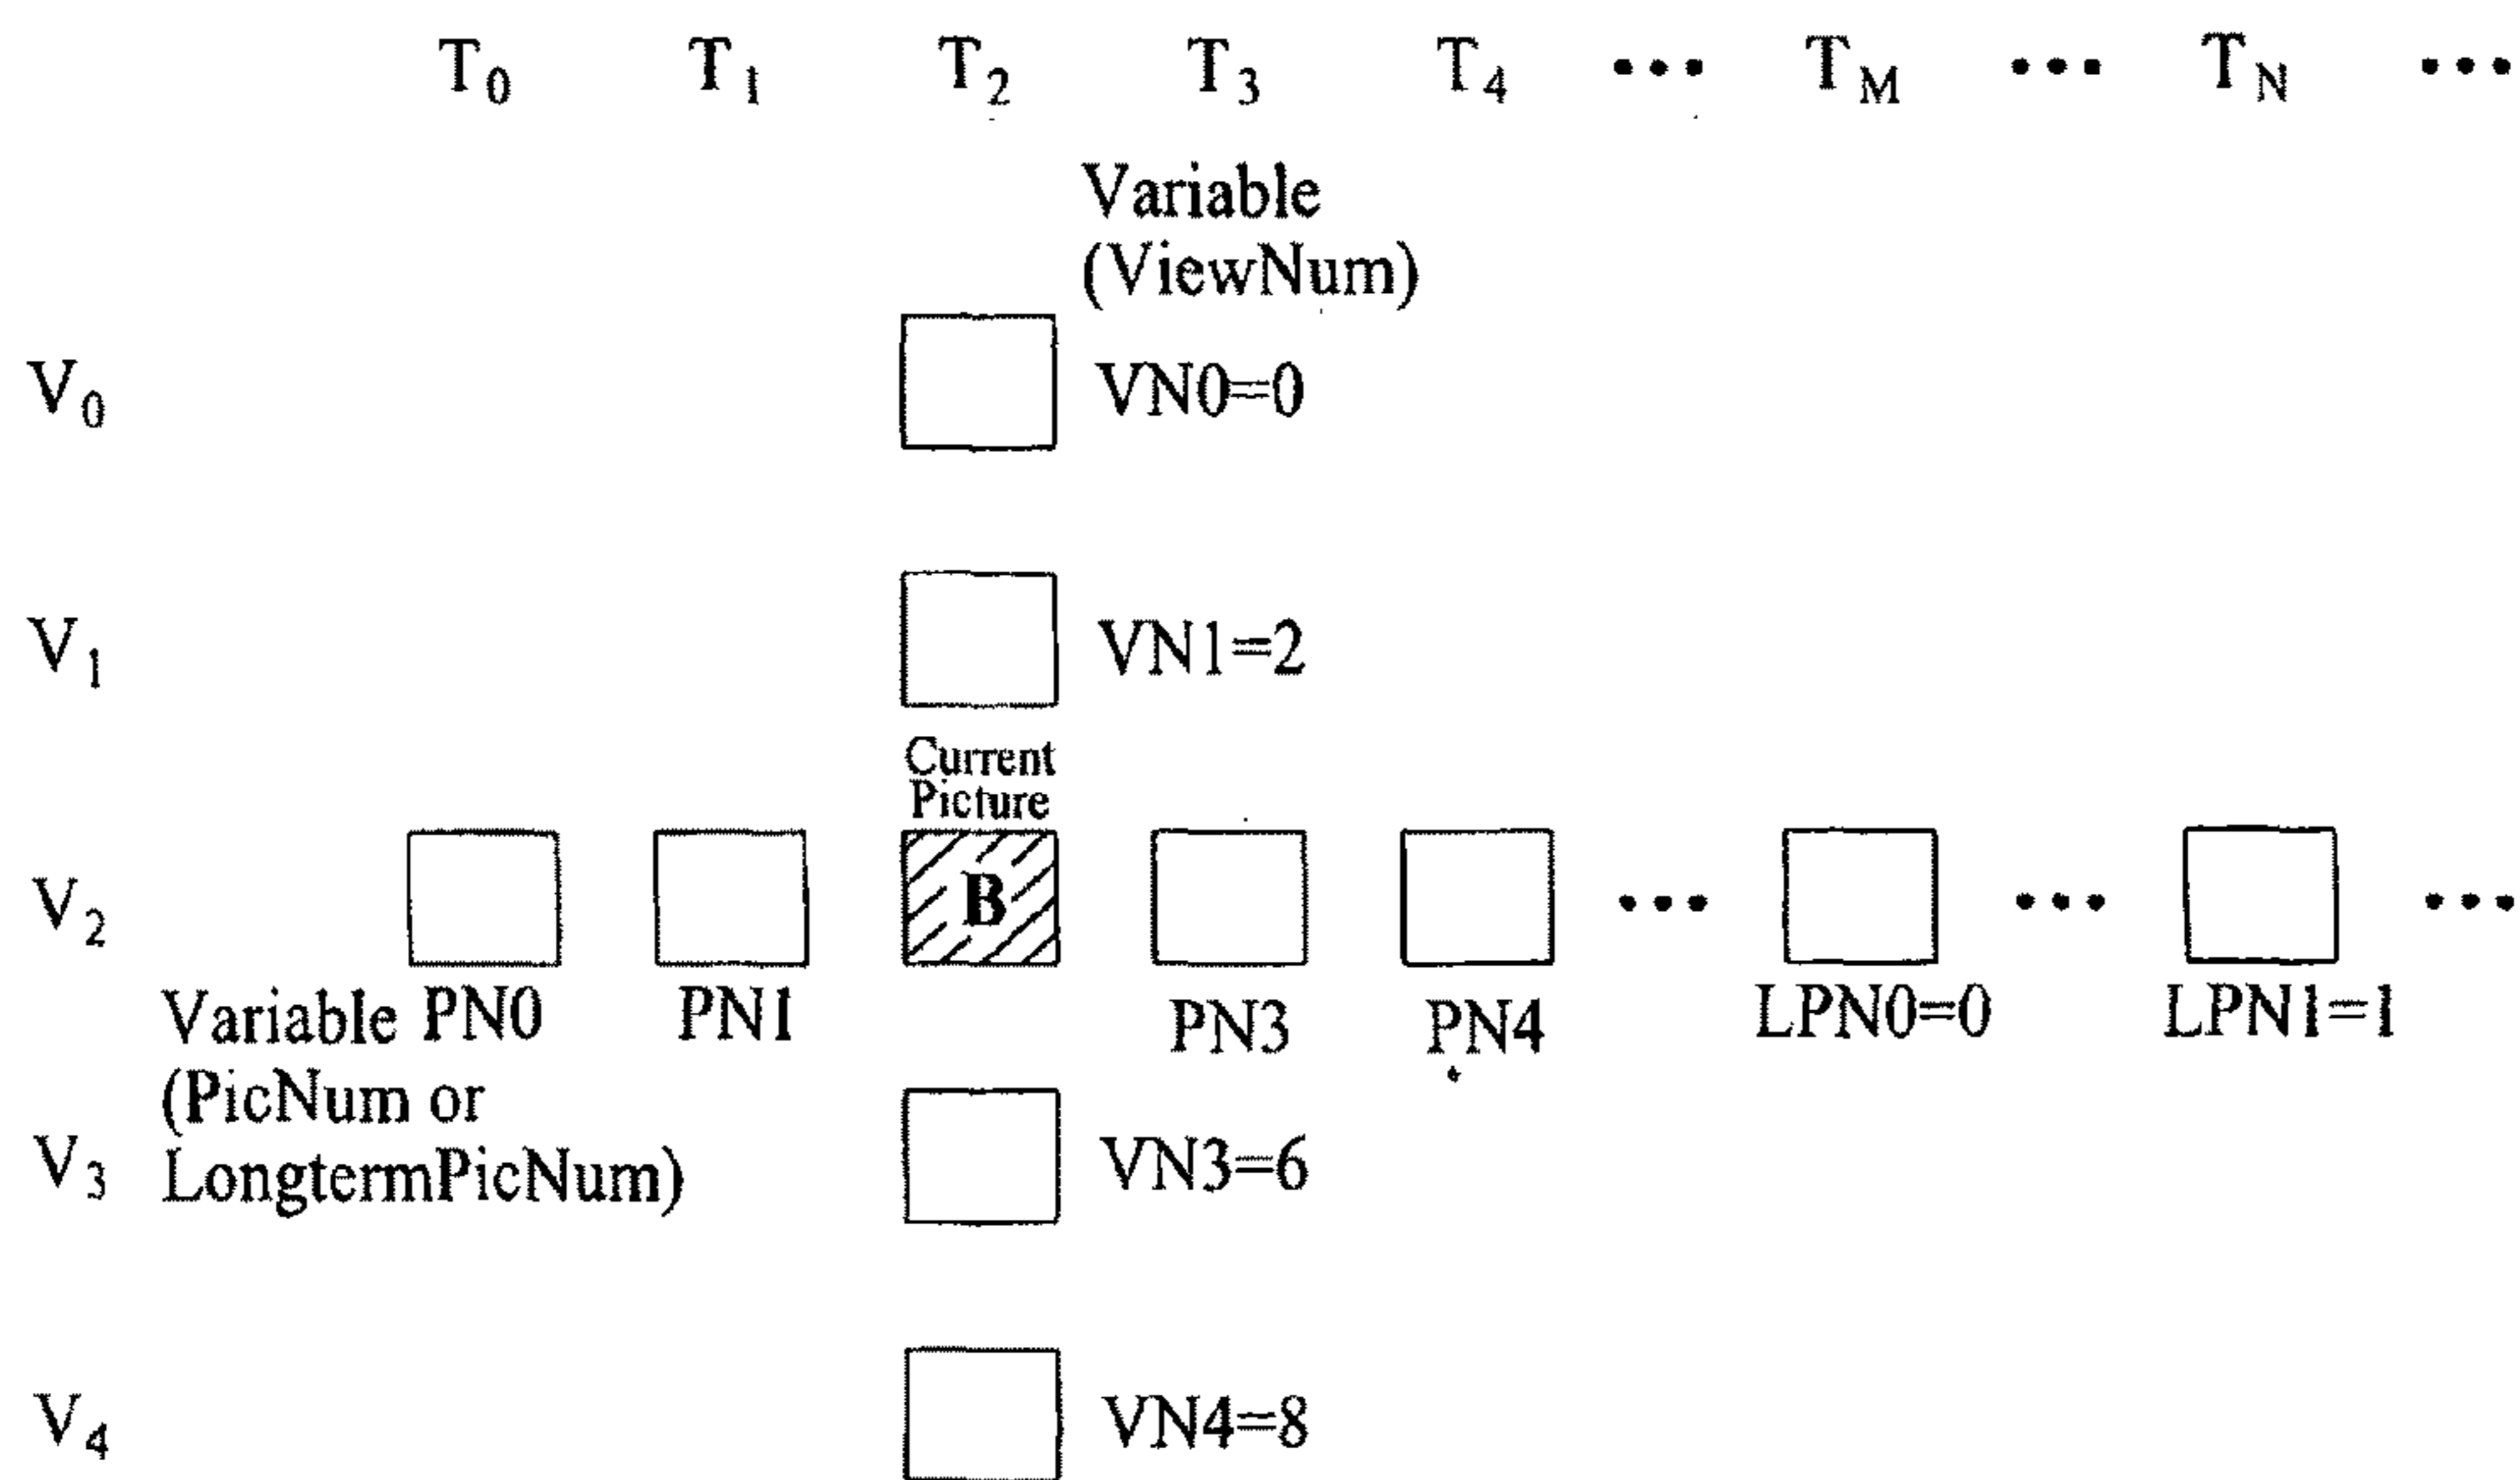 T0 T1 T2 T3 T4 ••• TM ••• TN •••
Variable
(ViewNum)
V0 VN0=0
V1 VN1=2
Current
Picture
V2 B ••• ••• •••
Variable PN0 PN1 PN3 PN4 LPN0=0 LPN1=1
(PicNum or
V3 LongtermPicNum) VN3=6
V4 VN4=8